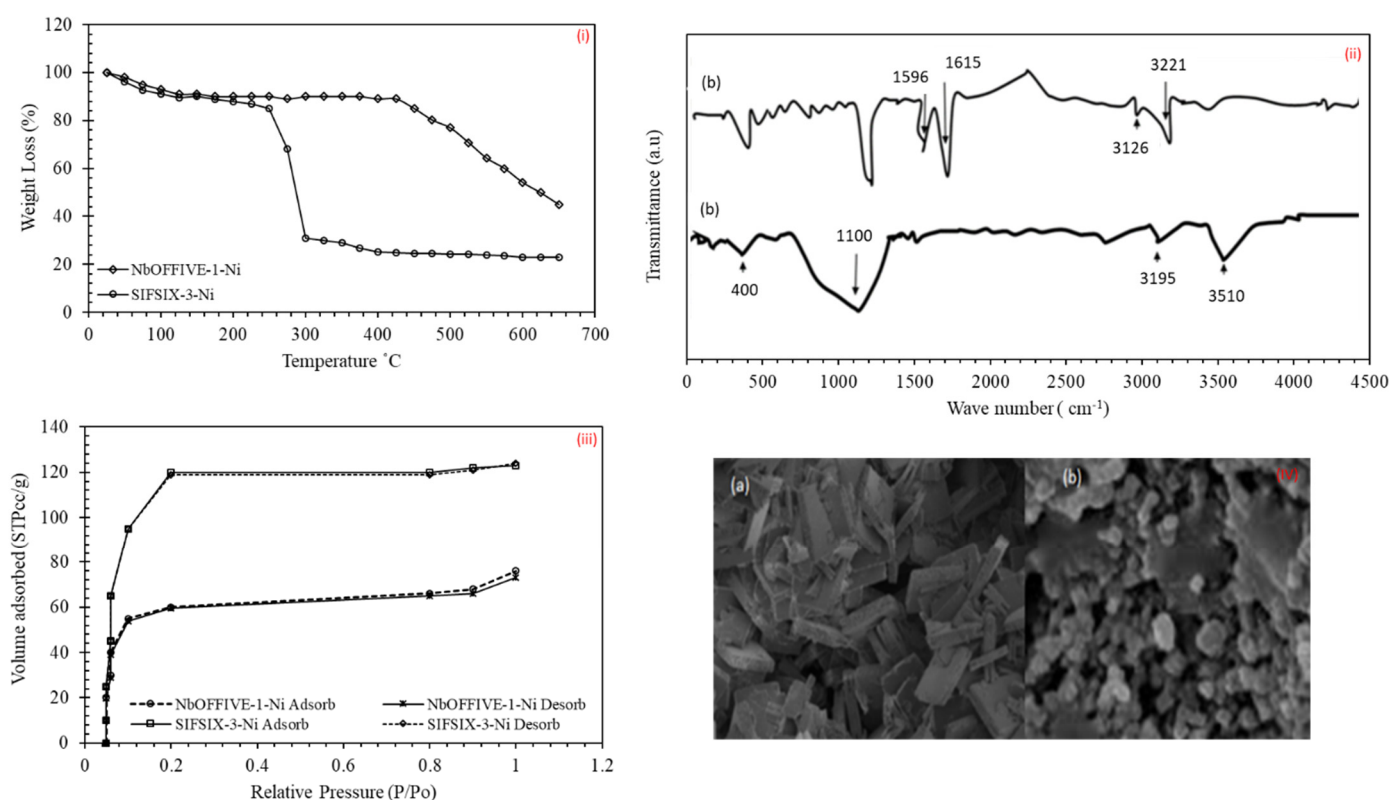 (i)
120
100
80
60
40
20
0
Weight Loss (%)
NbOFFIVE-1-Ni
SIFSIX-3-Ni
0 100 200 300 400 500 600 700
Temperature ˚C
(ii)
(b)
1596
1615
3221
3126
(b)
1100
400
3195
3510
Transmittamce (a.u)
0 500 1000 1500 2000 2500 3000 3500 4000 4500
Wave number ( cm-1)
(iii)
140
120
100
80
60
40
20
0
Volume adsorbed (STPcc/g)
NbOFFIVE-1-Ni Adsorb NbOFFIVE-1-Ni Desorb
SIFSIX-3-Ni Adsorb SIFSIX-3-Ni Desorb
0 0.2 0.4 0.6 0.8 1 1.2
Relative Pressure (P/Po)
(a) (b) (iv)